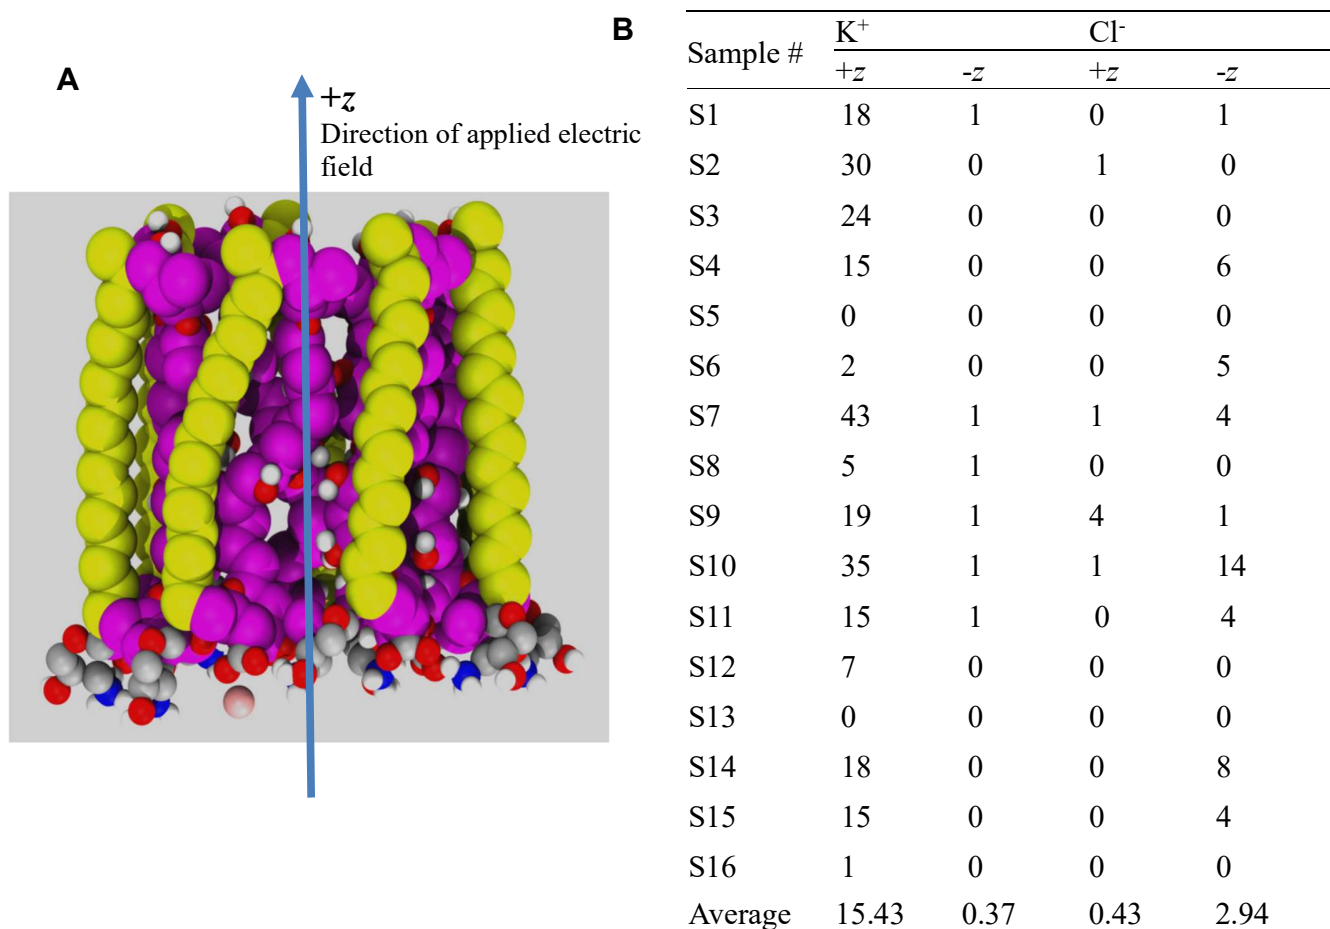 A
+z
Direction of applied electric
field
B
Sample # K⁺ Cl⁻
+z -z +z -z
S1 18 1 0 1
S2 30 0 1 0
S3 24 0 0 0
S4 15 0 0 6
S5 0 0 0 0
S6 2 0 0 5
S7 43 1 1 4
S8 5 1 0 0
S9 19 1 4 1
S10 35 1 1 14
S11 15 1 0 4
S12 7 0 0 0
S13 0 0 0 0
S14 18 0 0 8
S15 15 0 0 4
S16 1 0 0 0
Average 15.43 0.37 0.43 2.94